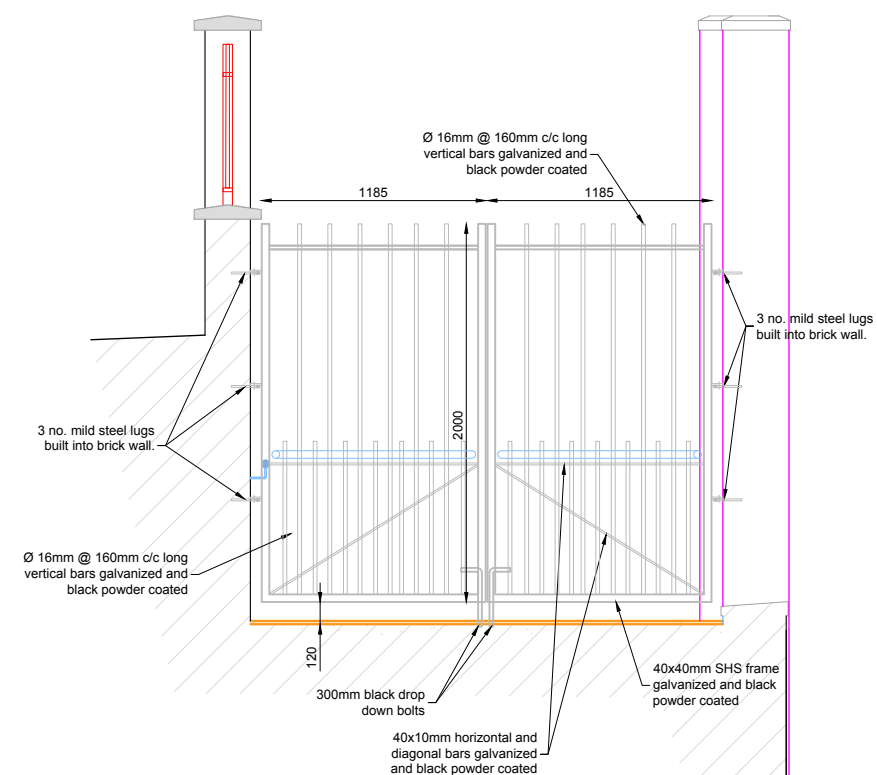 Ø 16mm @ 160mm c/c long
vertical bars galvanized and
black powder coated
1185
1185
3 no. mild steel lugs
built into brick wall.
2000
3 no. mild steel lugs
built into brick wall.
Ø 16mm @ 160mm c/c long
vertical bars galvanized and
black powder coated
120
300mm black drop
down bolts
40x40mm SHS frame
galvanized and black
powder coated
40x10mm horizontal and
diagonal bars galvanized
and black powder coated